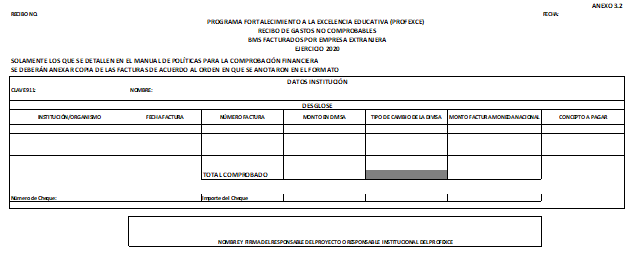 ANEXO 3.2
RECIBO NO.
FECHA:
PROGRAMA FORTALECIMIENTO A LA EXCELENCIA EDUCATIVA (PROFEXCE)
RECIBO DE GASTOS NO COMPROBABLES
BMS FACTURADOS POR EMPRESA EXTRANJERA
EJERCICIO 2020
SOLAMENTE LOS QUE SE DETALLEN EN EL MANUAL DE POLÍTICAS PARA LA COMPROBACIÓN FINANCIERA
SE DEBERÁN ANEXAR COPIA DE LAS FACTURAS DE ACUERDO AL ORDEN EN QUE SE ANOTARON EN EL FORMATO
DATOS INSTITUCIÓN
CLAVE 911: NOMBRE:
DESGLOSE
INSTITUCIÓN/ORGANISMO FECHA FACTURA NÚMERO FACTURA MONTO EN DIVISA TIPO DE CAMBIO DE LA DIVISA MONTO FACTURA MONEDA NACIONAL CONCEPTO A PAGAR
TOTAL COMPROBADO
Número de Cheque: Importe del Cheque
NOMBRE Y FIRMA DEL RESPONSABLE DEL PROYECTO O RESPONSABLE INSTITUCIONAL DEL PROFIDCE